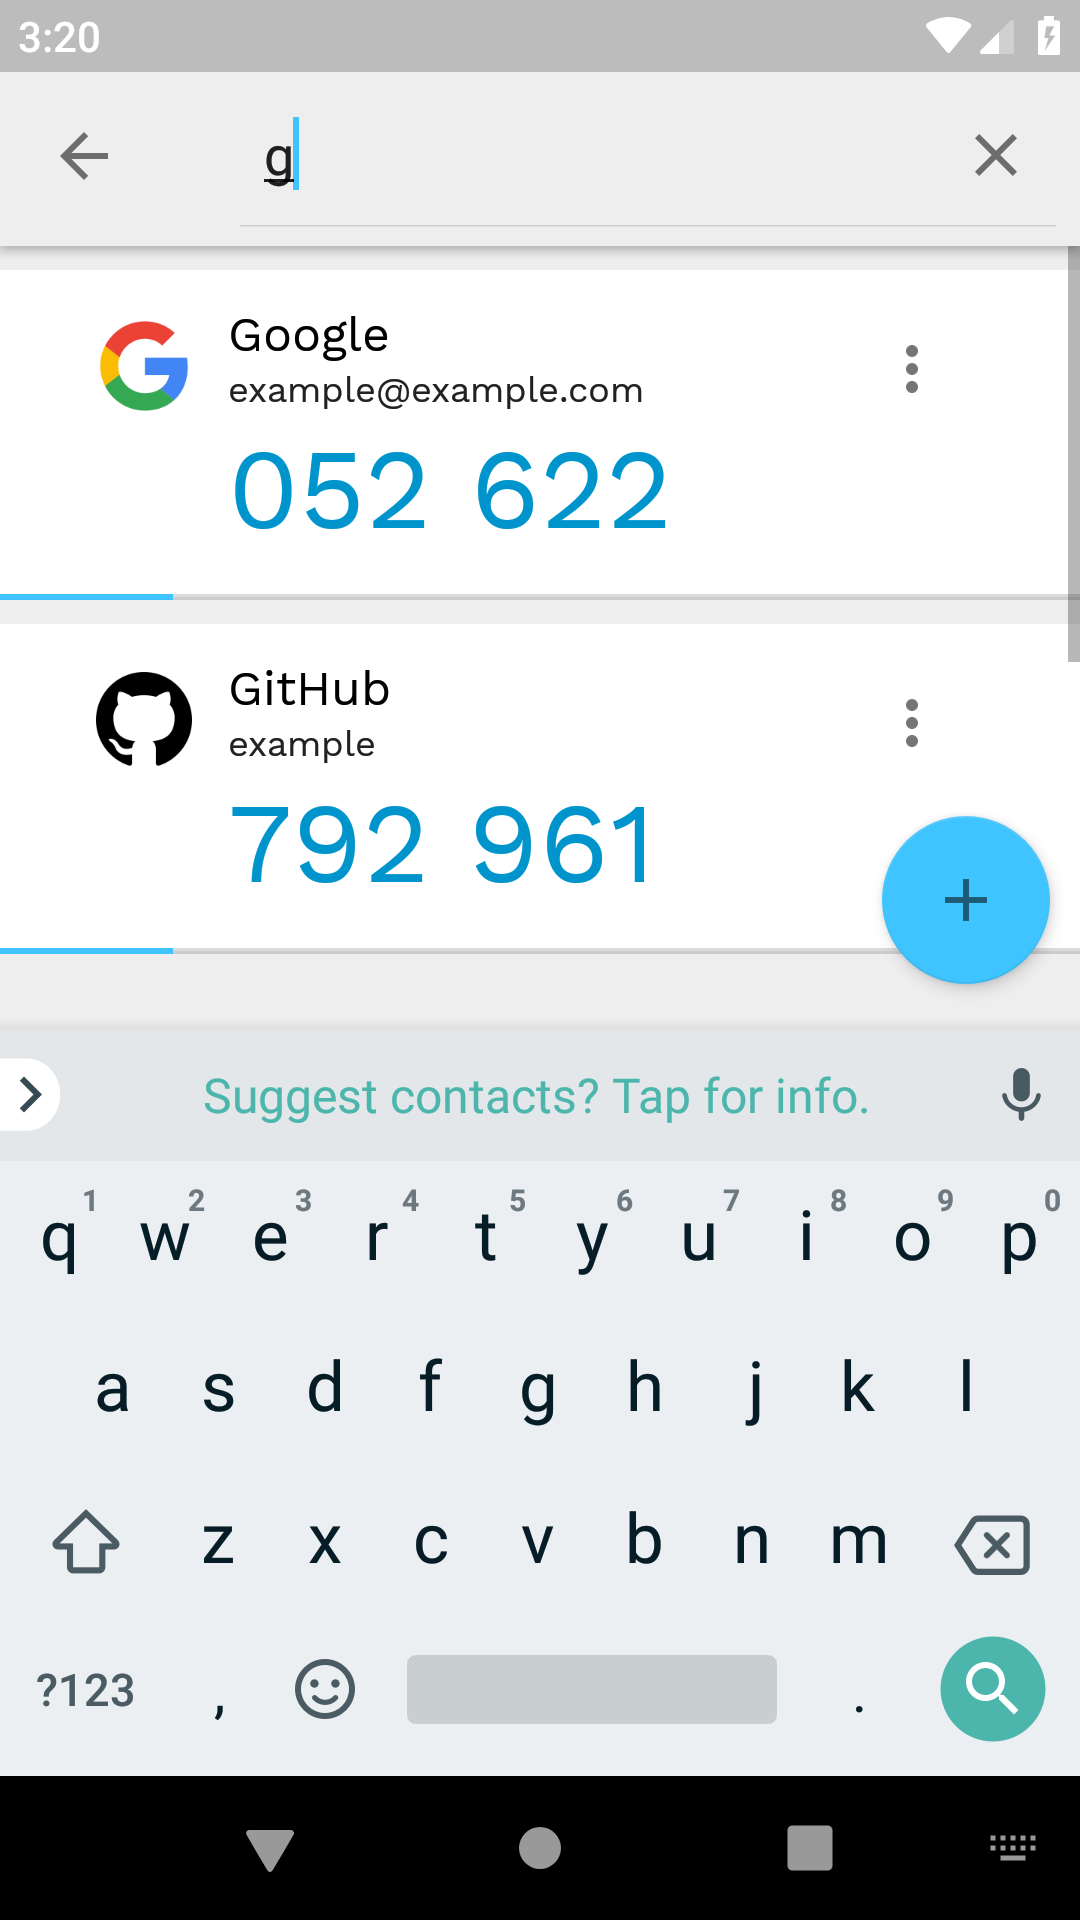 3:20
g
Google
example@example.com
052 622
GitHub
example
792 961
Suggest contacts? Tap for info.
1 2 3 4 5 6 7 8 9 0
q w e r t y u i o p
a s d f g h j k l
z x c v b n m
?123 , .